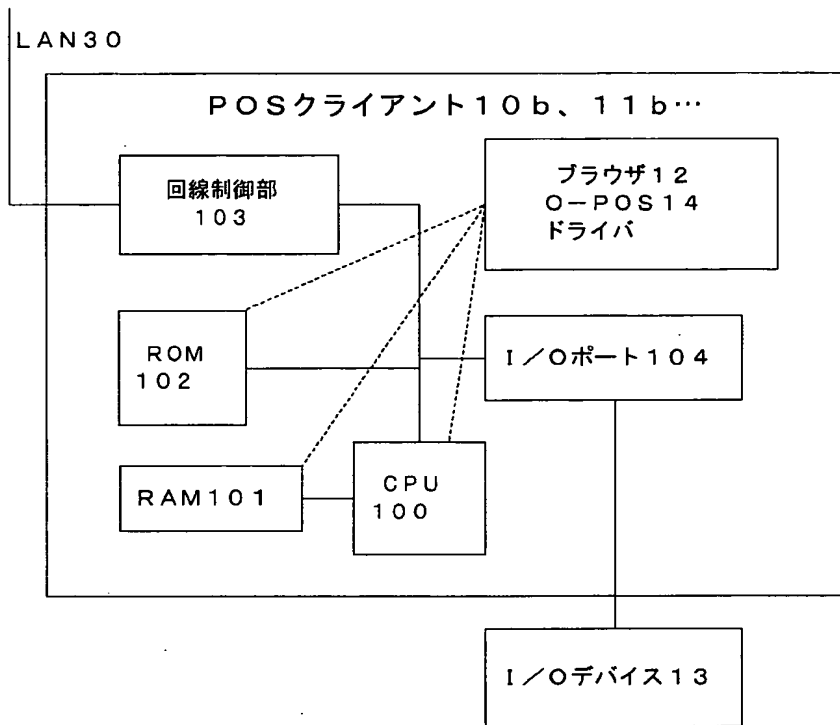 LAN30
POSクライアント10b、11b…
回線制御部
103
ブラウザ12
O-POS14
ドライバ
ROM
102
I/Oポート104
RAM101
CPU
100
I/Oデバイス13